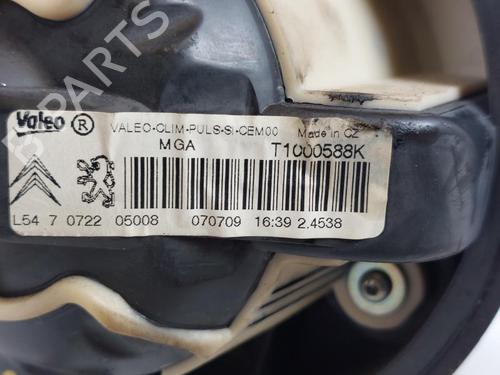 Valeo ® VALEO-CLIM-PULS-SI-CEM00 Made in CZ
MGA T1000588K
L54 7 0722 05008 070709 16:39 2.4538